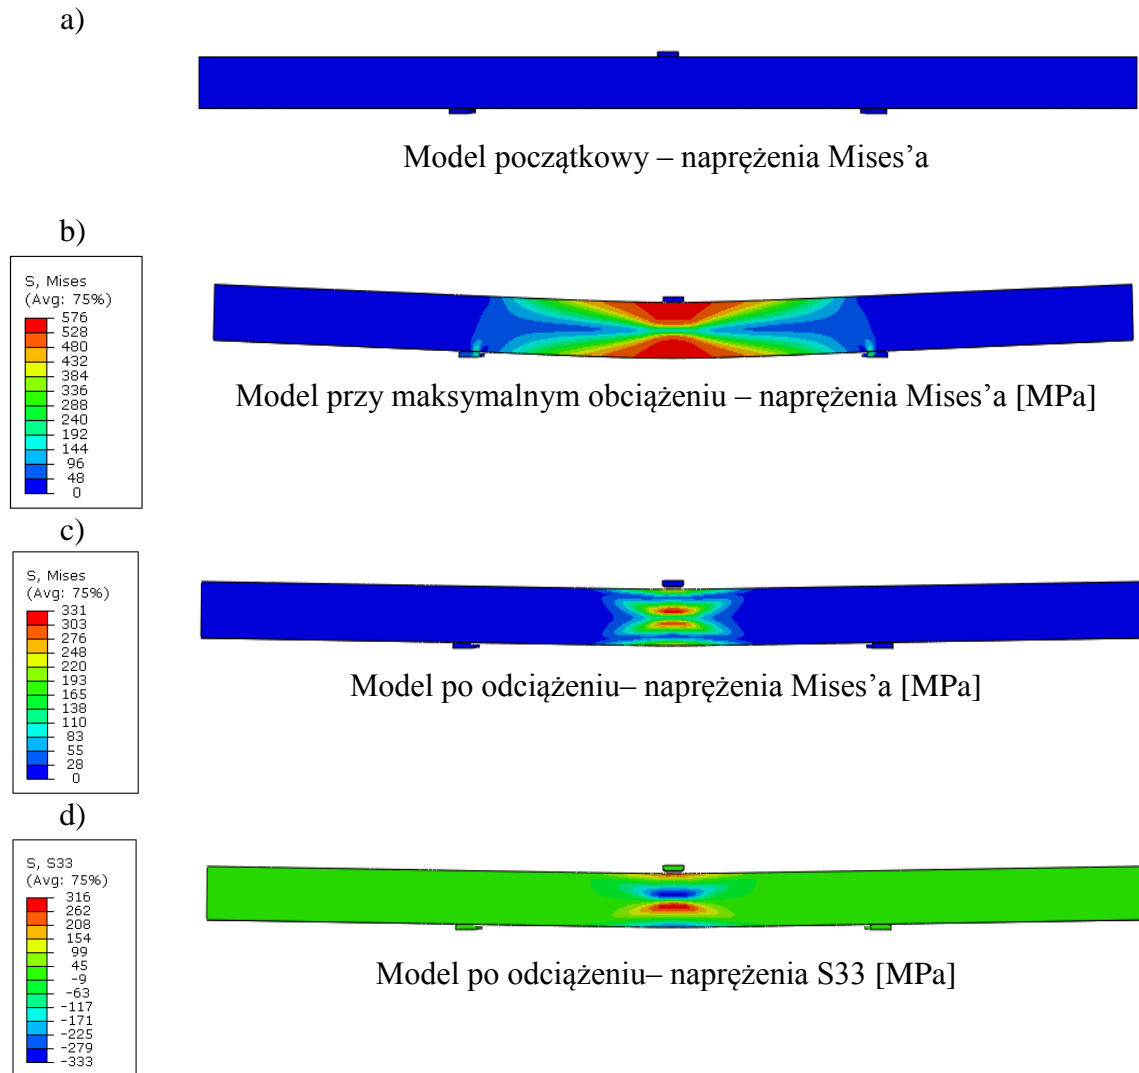 a)
Model początkowy – naprężenia Mises’a
b)
S, Mises
(Avg: 75%)
576
528
480
432
384
336
288
240
192
144
96
48
0
Model przy maksymalnym obciążeniu – naprężenia Mises’a [MPa]
c)
S, Mises
(Avg: 75%)
331
303
276
248
220
193
165
138
110
83
55
28
0
Model po odciążeniu– naprężenia Mises’a [MPa]
d)
S, S33
(Avg: 75%)
316
262
208
154
99
45
-9
-63
-117
-171
-225
-279
-333
Model po odciążeniu– naprężenia S33 [MPa]